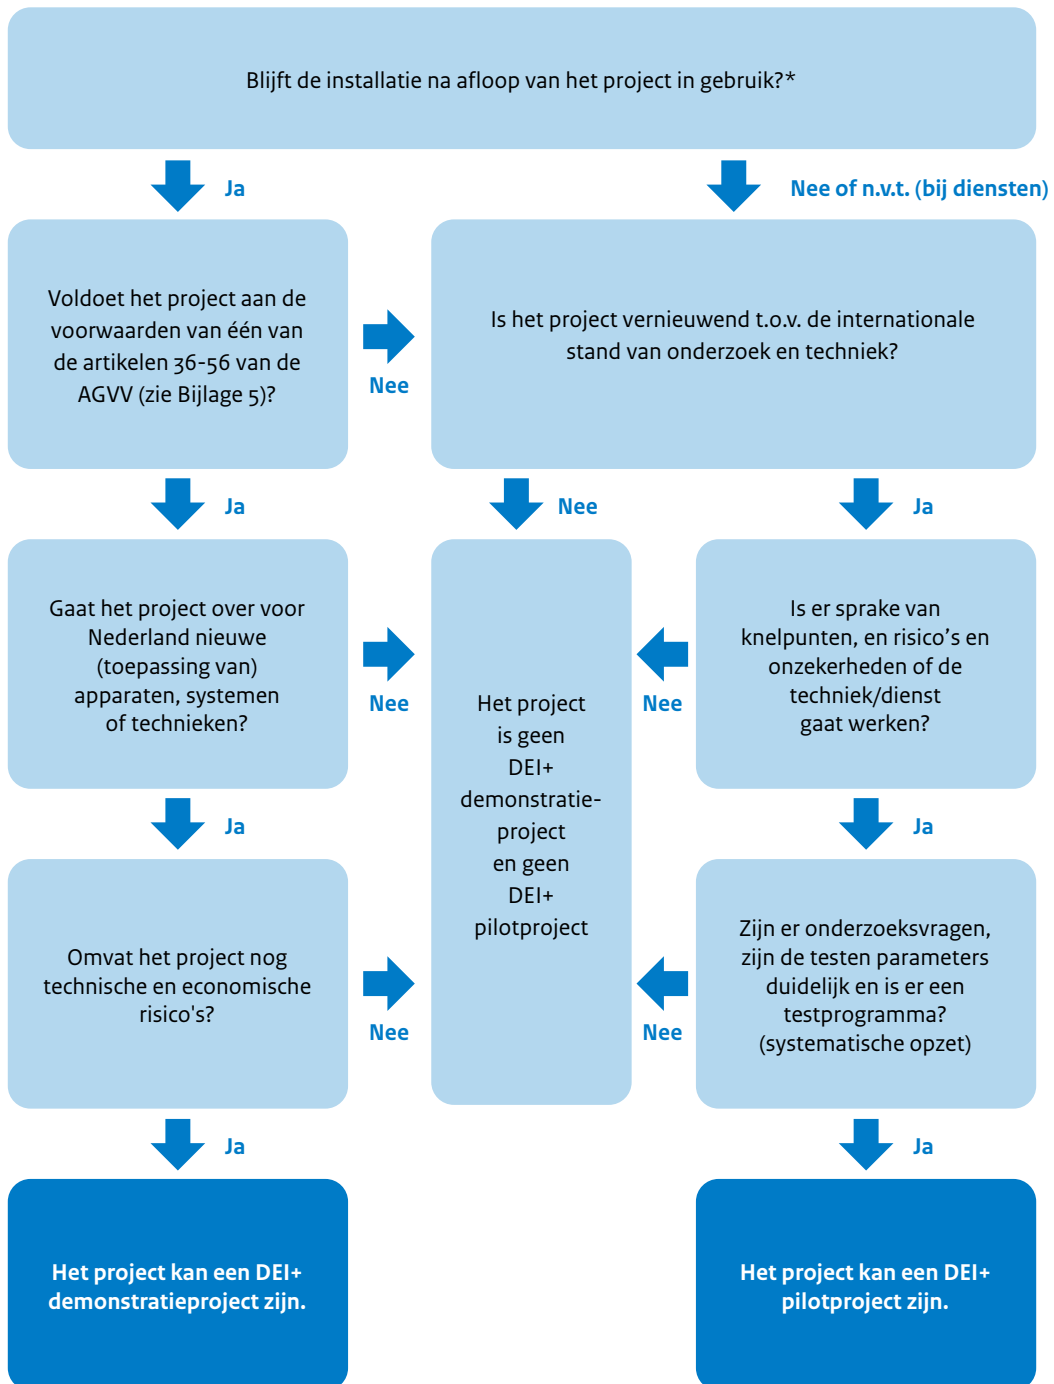 Blijft de installatie na afloop van het project in gebruik?*
Ja
Nee of n.v.t. (bij diensten)
Voldoet het project aan de
voorwaarden van één van
de artikelen 36-56 van de
AGVV (zie Bijlage 5)?
Nee
Is het project vernieuwend t.o.v. de internationale
stand van onderzoek en techniek?
Ja
Nee
Ja
Gaat het project over voor
Nederland nieuwe
(toepassing van)
apparaten, systemen
of technieken?
Nee
Het project
is geen
DEI+
demonstratie-
project
en geen
DEI+
pilotproject
Nee
Is er sprake van
knelpunten, en risico's en
onzekerheden of de
techniek/dienst
gaat werken?
Ja
Ja
Omvat het project nog
technische en economische
risico's?
Nee
Nee
Zijn er onderzoeksvragen,
zijn de testen parameters
duidelijk en is er een
testprogramma?
(systematische opzet)
Ja
Ja
Het project kan een DEI+
demonstratieproject zijn.
Het project kan een DEI+
pilotproject zijn.